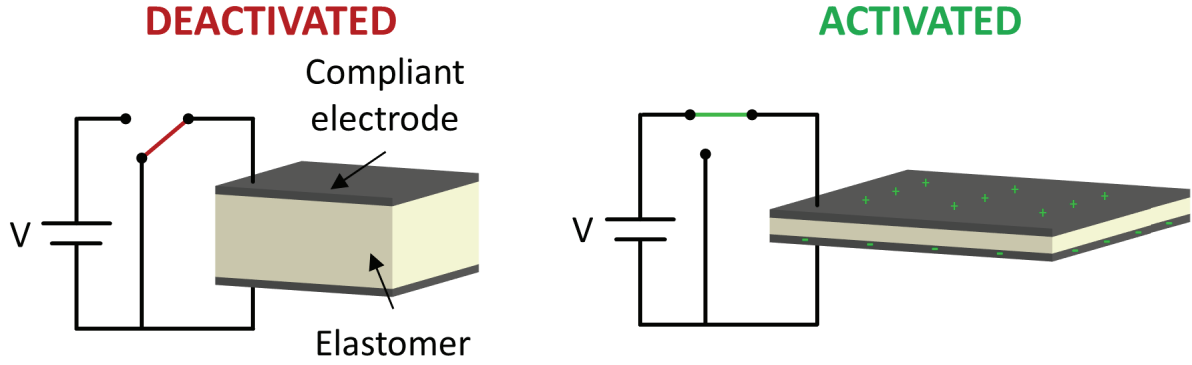 DEACTIVATED
ACTIVATED
Compliant
electrode
V
V
Elastomer